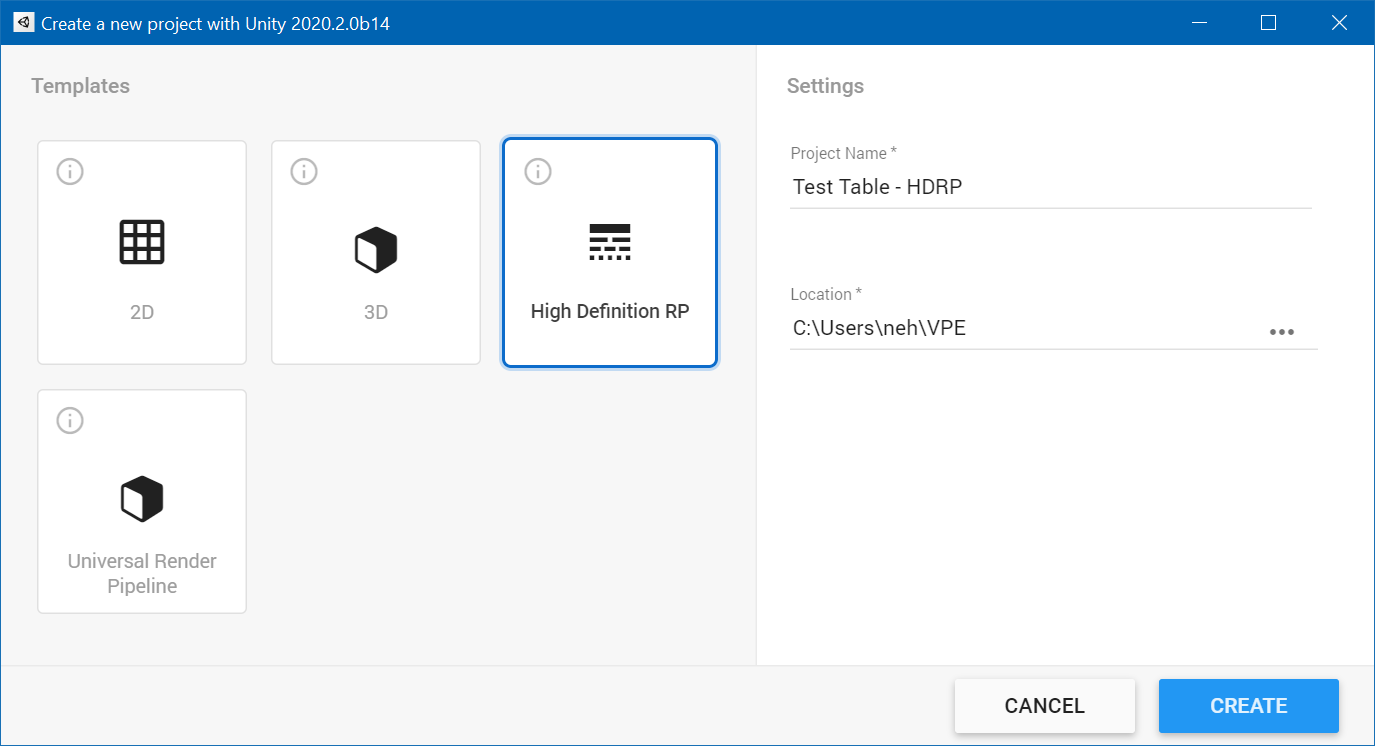 Create a new project with Unity 2020.2.0b14
Templates
2D
3D
High Definition RP
Universal Render
Pipeline
Settings
Project Name *
Test Table - HDRP
Location *
C:\Users\neh\VPE
CANCEL
CREATE